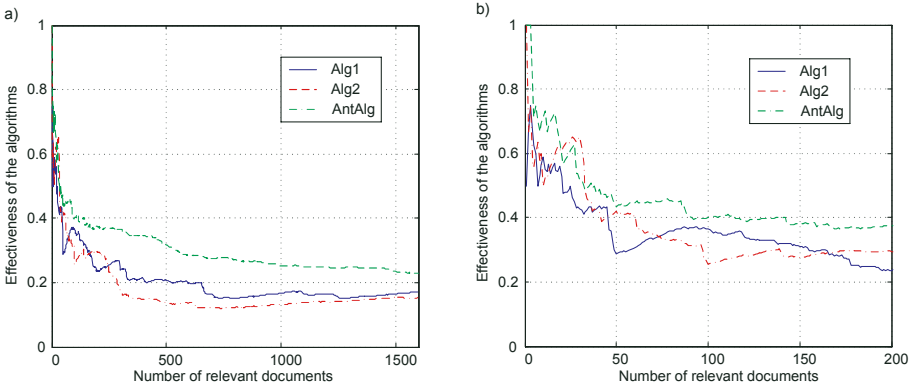 a)
1
0.8
0.6
0.4
0.2
0
0 500 1000 1500
Effectiveness of the algorithms
Number of relevant documents
Alg1
Alg2
AntAlg
b)
1
0.8
0.6
0.4
0.2
0
0 50 100 150 200
Effectiveness of the algorithms
Number of relevant documents
Alg1
Alg2
AntAlg